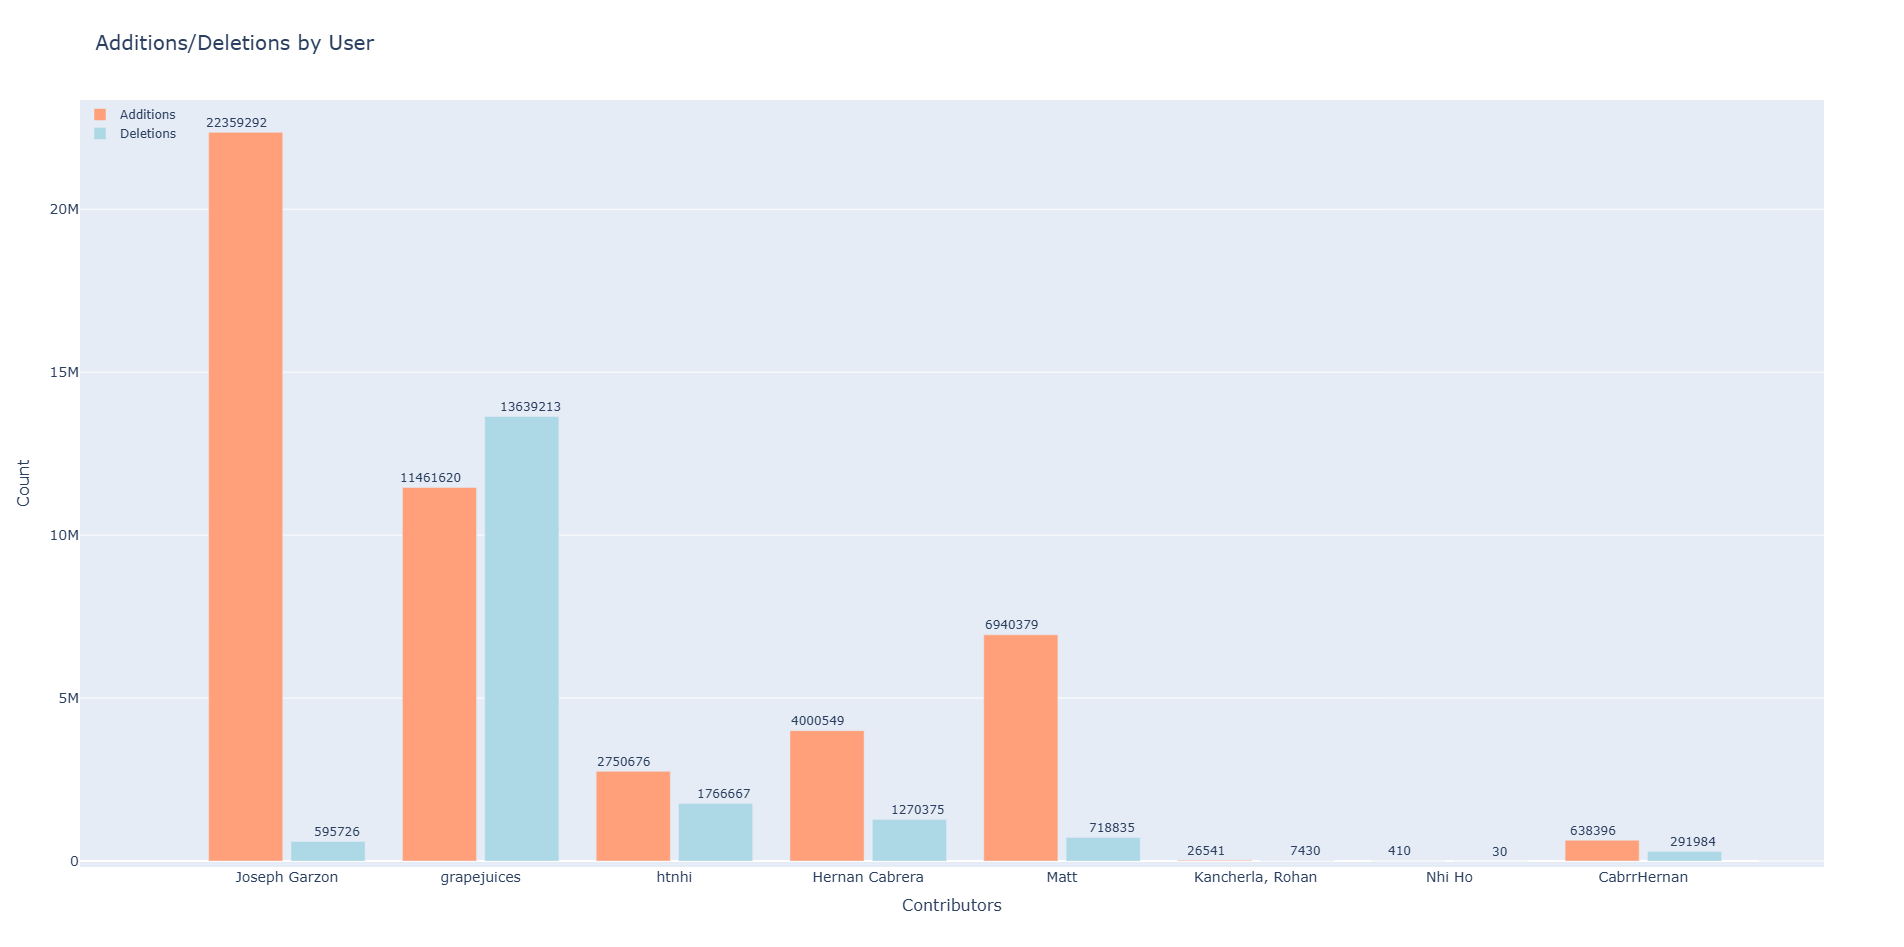 Additions/Deletions by User
Additions
Deletions
22359292
595726
11461620
13639213
2750676
1766667
4000549
1270375
6940379
718835
26541
7430
410
30
638396
291984
20M
15M
10M
5M
0
Count
Joseph Garzon
grapejuices
htnhi
Hernan Cabrera
Matt
Kancherla, Rohan
Nhi Ho
CabrrHernan
Contributors